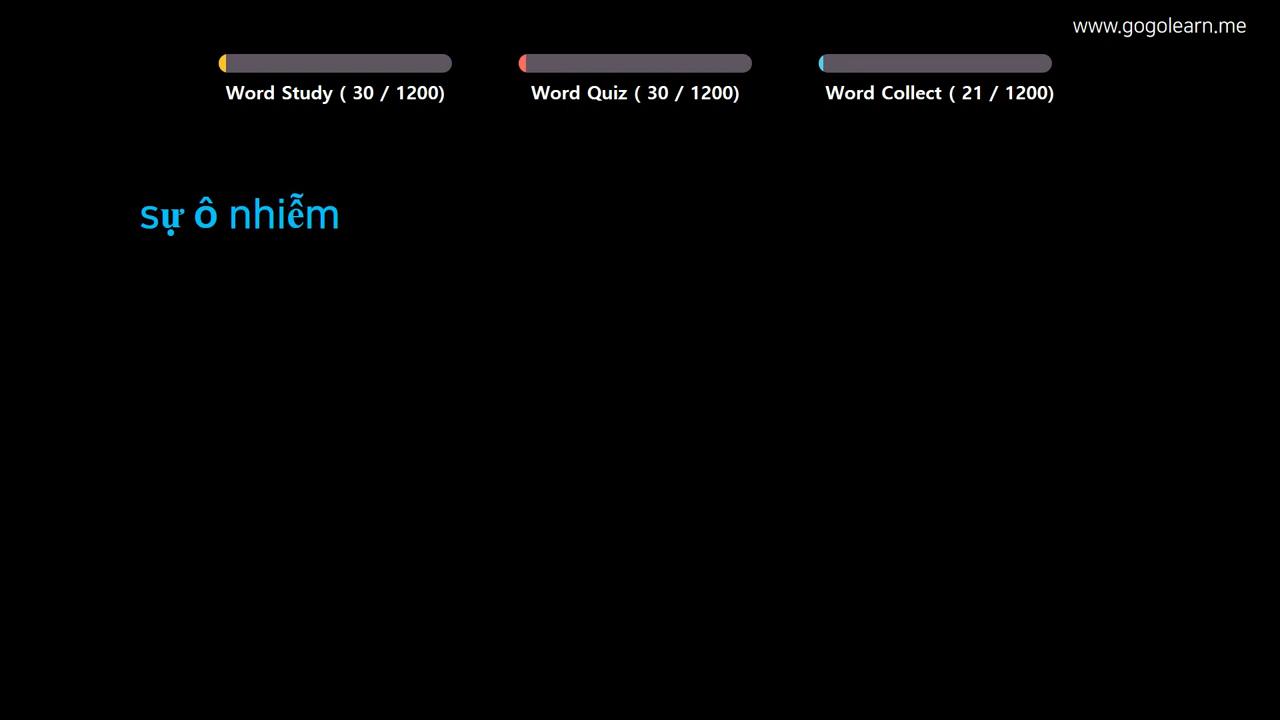 www.gogolearn.me
Word Study ( 30 / 1200)
Word Quiz ( 30 / 1200)
Word Collect ( 21 / 1200)
sự ô nhiễm